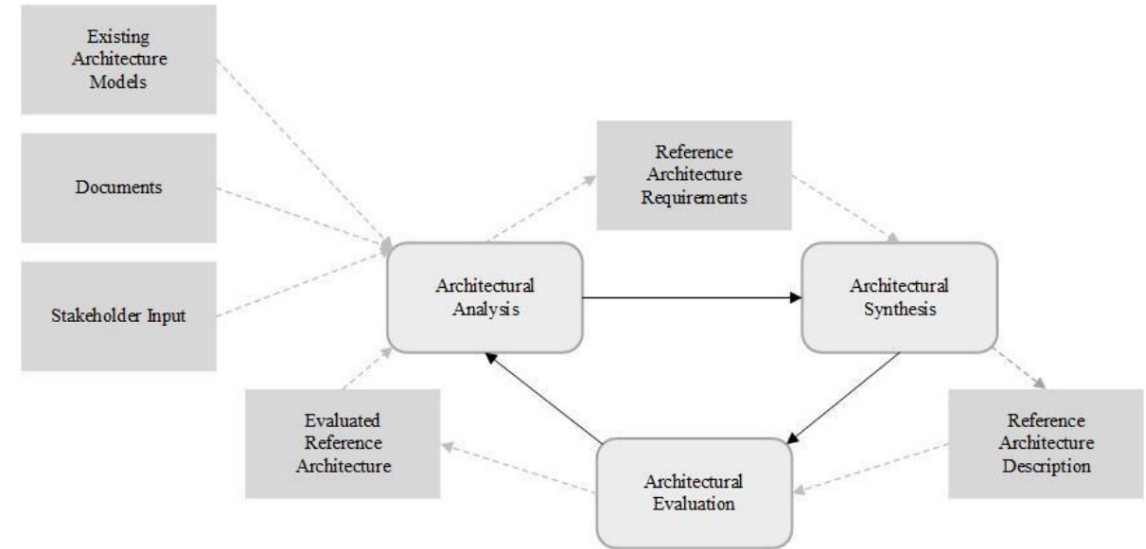 Existing
Architecture
Models
Documents
Stakeholder Input
Reference
Architecture
Requirements
Architectural
Analysis
Architectural
Synthesis
Evaluated
Reference
Architecture
Architectural
Evaluation
Reference
Architecture
Description